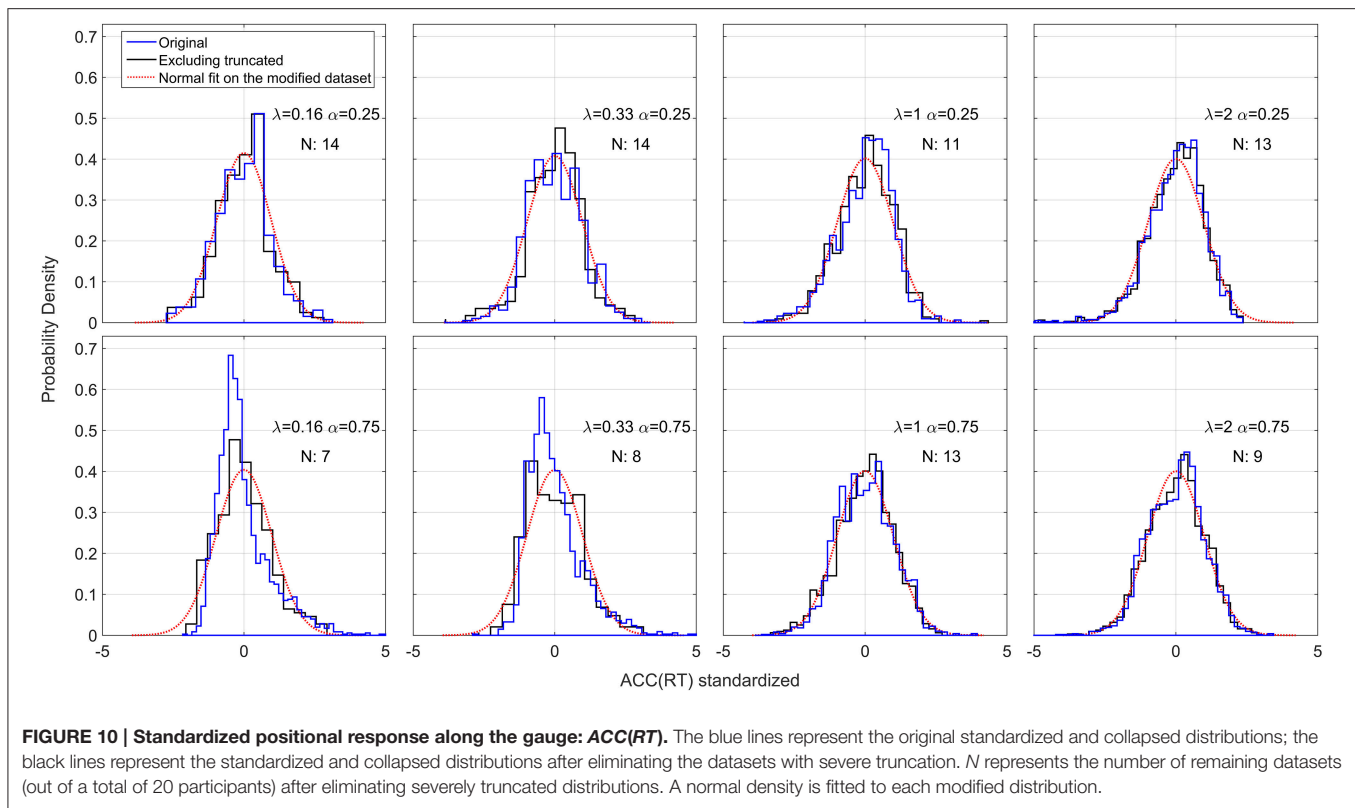 0.7
0.6
0.5
0.4
0.3
0.2
0.1
0
Original
Excluding truncated
Normal fit on the modified dataset
λ=0.16 α=0.25
N: 14
λ=0.33 α=0.25
N: 14
λ=1 α=0.25
N: 11
λ=2 α=0.25
N: 13
Probability Density
0.7
0.6
0.5
0.4
0.3
0.2
0.1
0
λ=0.16 α=0.75
N: 7
λ=0.33 α=0.75
N: 8
λ=1 α=0.75
N: 13
λ=2 α=0.75
N: 9
-5 0 5 -5 0 5 -5 0 5 -5 0 5
ACC(RT) standardized
FIGURE 10 | Standardized positional response along the gauge: ACC(RT). The blue lines represent the original standardized and collapsed distributions; the
black lines represent the standardized and collapsed distributions after eliminating the datasets with severe truncation. N represents the number of remaining datasets
(out of a total of 20 participants) after eliminating severely truncated distributions. A normal density is fitted to each modified distribution.